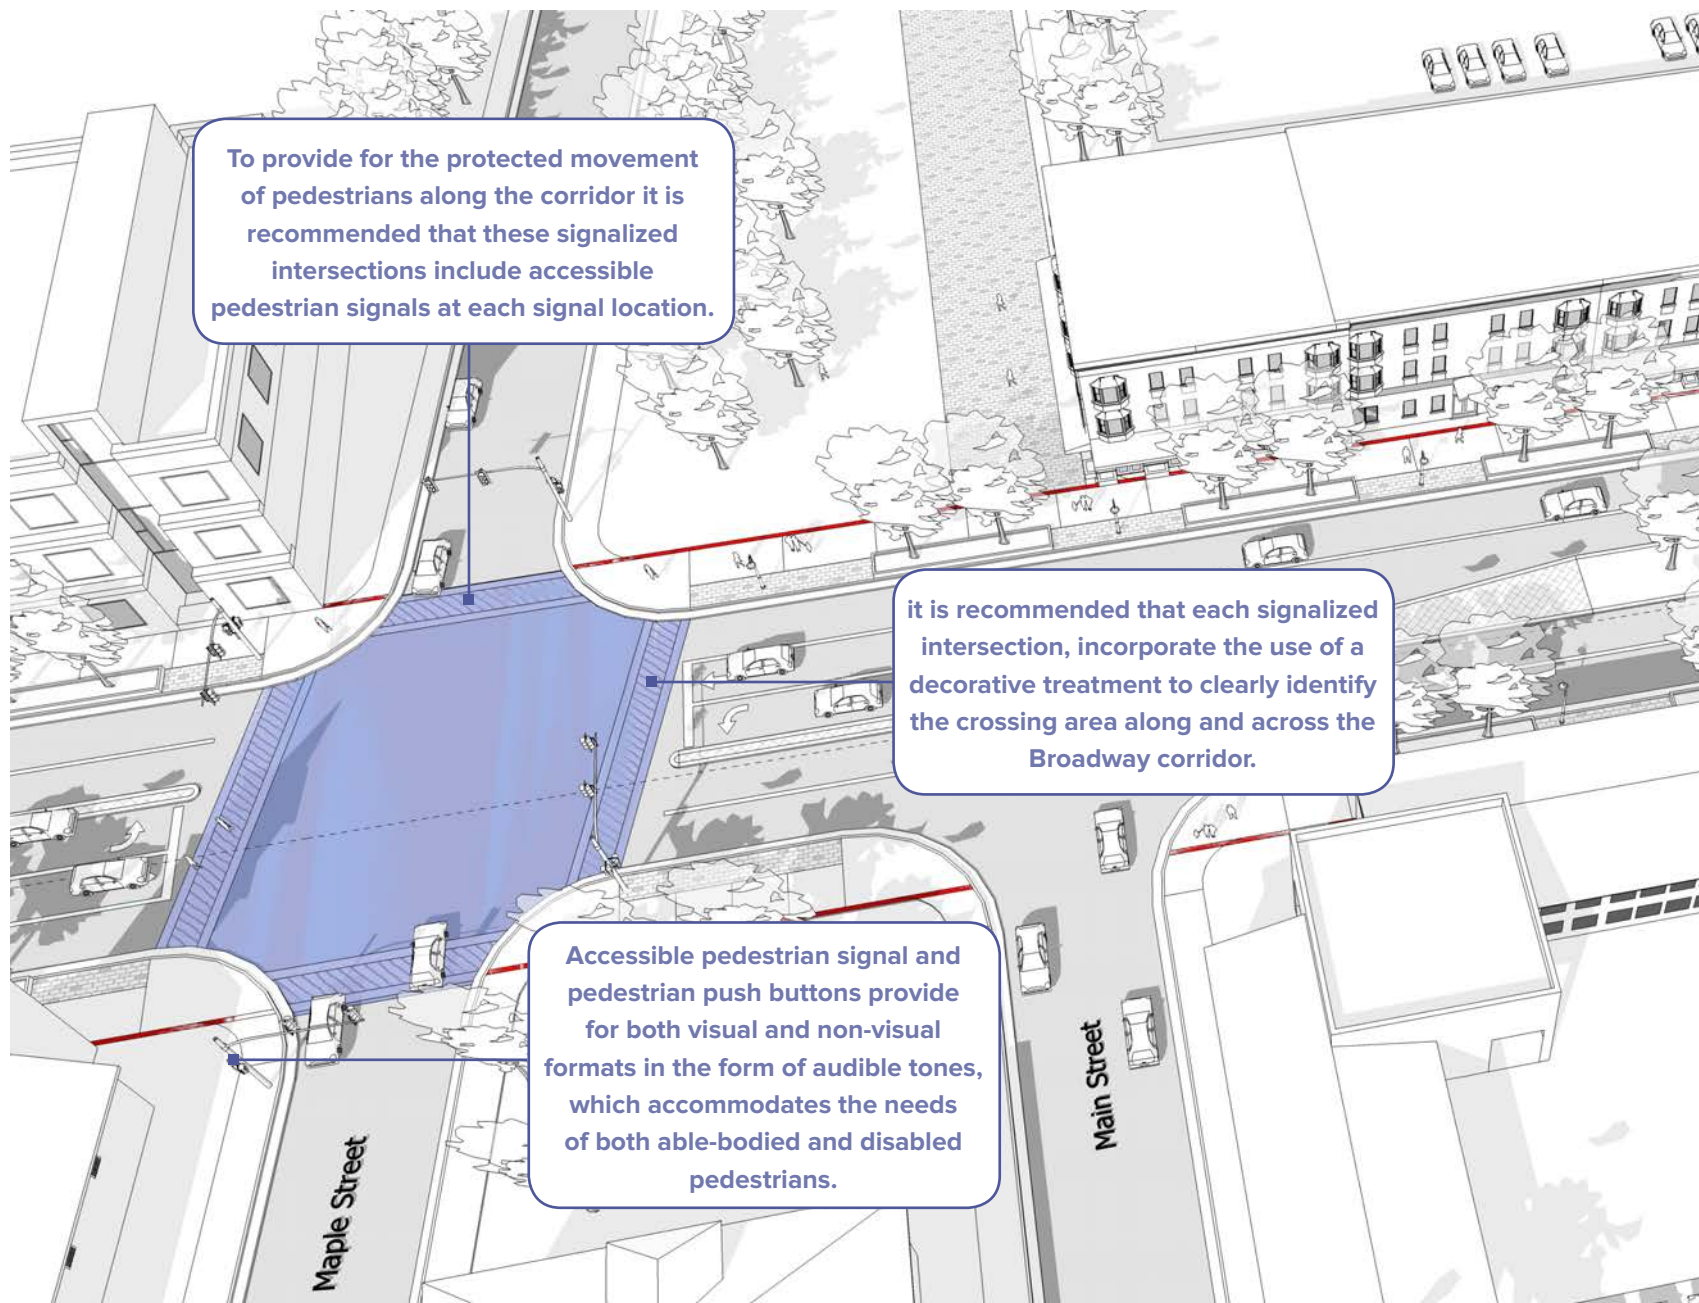 To provide for the protected movement
of pedestrians along the corridor it is
recommended that these signalized
intersections include accessible
pedestrian signals at each signal location.
it is recommended that each signalized
intersection, incorporate the use of a
decorative treatment to clearly identify
the crossing area along and across the
Broadway corridor.
Accessible pedestrian signal and
pedestrian push buttons provide
for both visual and non-visual
formats in the form of audible tones,
which accommodates the needs
of both able-bodied and disabled
pedestrians.
Maple Street
Main Street